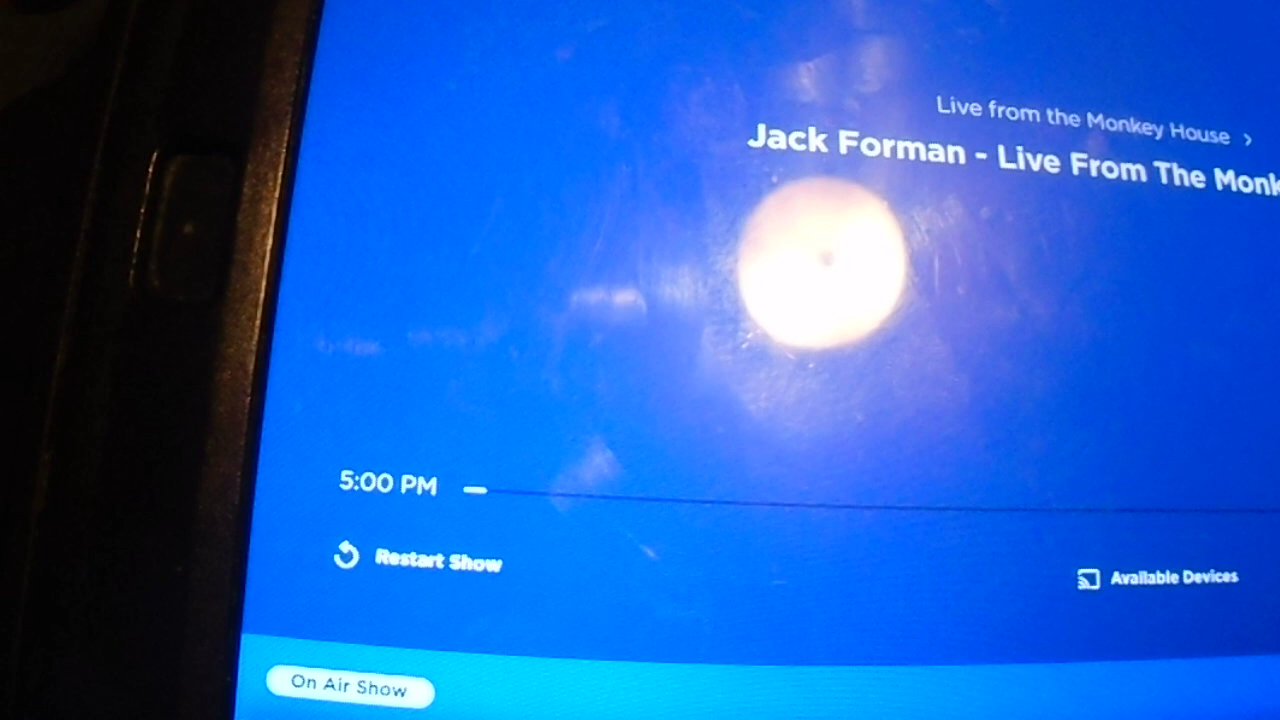 Live from the Monkey House >
Jack Forman - Live From The Monk
5:00 PM
Restart Show
Available Devices
On Air Show